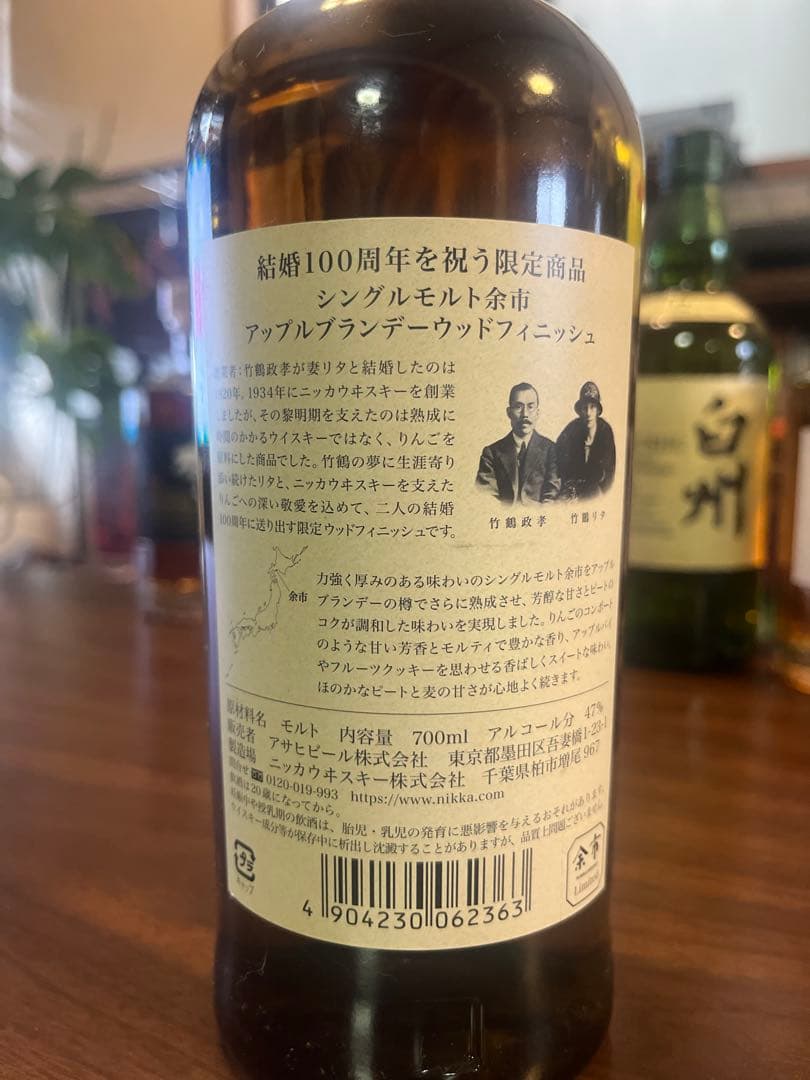 結婚100周年を祝う限定商品
シングルモルト余市
アップルブランデーウッドフィニッシュ
創業者：竹鶴政孝が妻リタと結婚したのは
1920年。1934年にニッカウヰスキーを創業
しましたが、その黎明期を支えたのは熟成に
時間のかかるウイスキーではなく、りんごを
原料にした商品でした。竹鶴の夢に生涯寄り
添い続けたリタと、ニッカウヰスキーを支えた
りんごへの深い敬愛を込めて、二人の結婚
100周年に送り出す限定ウッドフィニッシュです。
竹鶴政孝 竹鶴リタ
余市
力強く厚みのある味わいのシングルモルト余市をアップル
ブランデーの樽でさらに熟成させ、芳醇な甘さとピートの
コクが調和した味わいを実現しました。りんごのコンポート
のような甘い芳香とモルティで豊かな香り、アップルパイ
やフルーツクッキーを思わせる香ばしくスイートな味わい。
ほのかなピートと麦の甘さが心地よく続きます。
原材料名 モルト 内容量 700ml アルコール分 47%
販売者 アサヒビール株式会社 東京都墨田区吾妻橋1-23-1
製造場 ニッカウヰスキー株式会社 千葉県柏市増尾967
問合せ 0120-019-993 https://www.nikka.com
飲酒は20歳になってから。
妊娠中や授乳期の飲酒は、胎児・乳児の発育に悪影響を与えるおそれがあります。
ウイスキー成分等が保存中に析出し沈澱することがありますが、品質上問題ございません。
タラ
キャップ
4 904230 062363
余市
Limited
白州